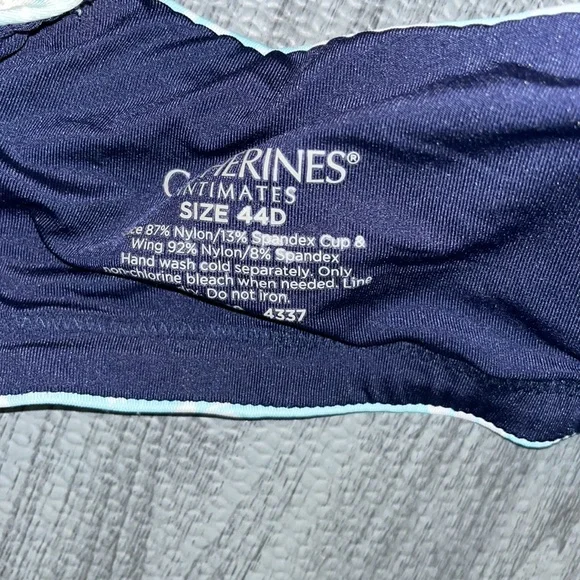 HERINES®
INTIMATES
SIZE 44D
87% Nylon/13% Spandex Cup &
Wing 92% Nylon/8% Spandex
Hand wash cold separately. Only
non-chlorine bleach when needed. Line
Do not iron.
4337